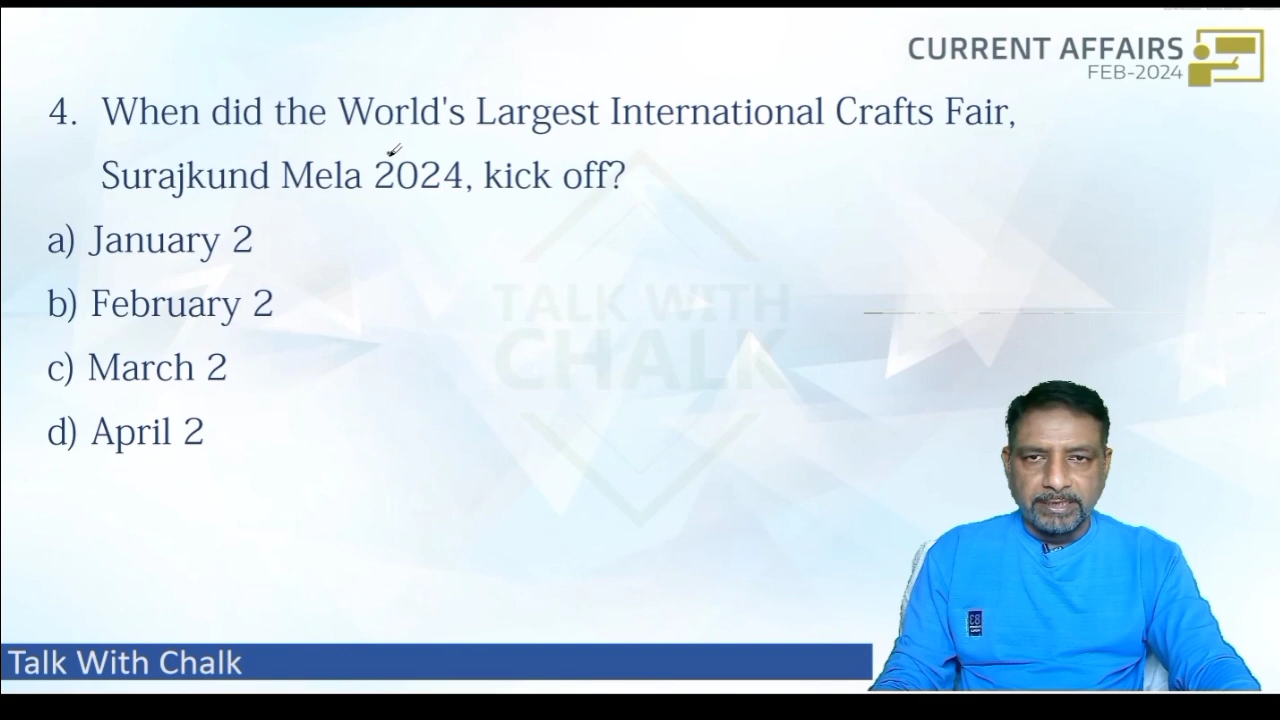 CURRENT AFFAIRS
FEB-2024
4. When did the World's Largest International Crafts Fair,
Surajkund Mela 2024, kick off?
a) January 2
b) February 2
c) March 2
d) April 2
TALK WITH
CHALK
Talk With Chalk